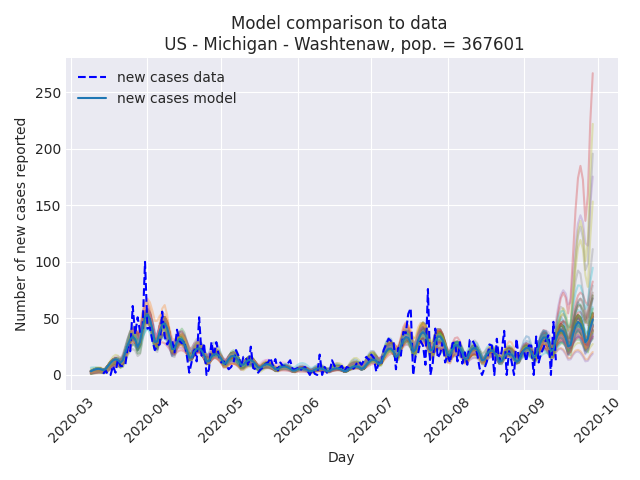 Model comparison to data
US - Michigan - Washtenaw, pop. = 367601
new cases data
new cases model
Number of new cases reported
250
200
150
100
50
0
2020-03
2020-04
2020-05
2020-06
2020-07
2020-08
2020-09
2020-10
Day